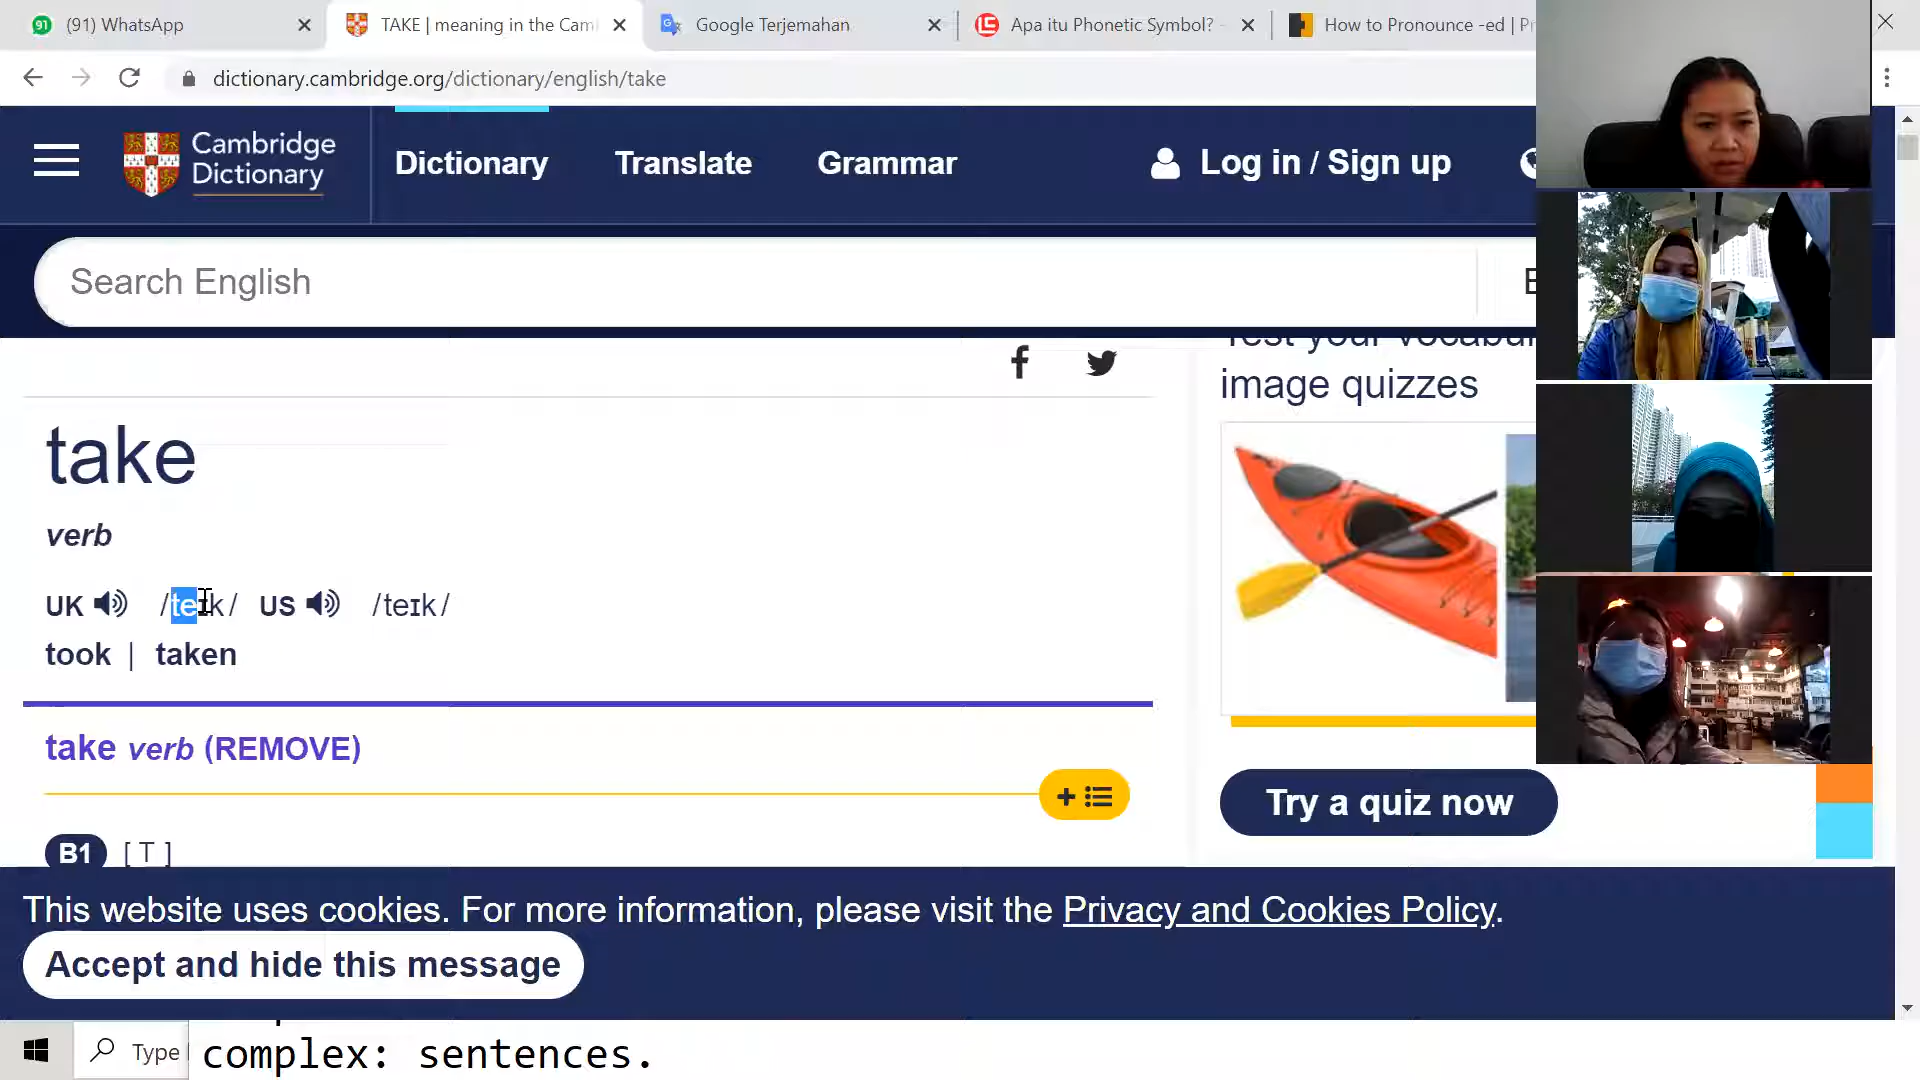 (91) WhatsApp
TAKE | meaning in the Cam
Google Terjemahan
Apa itu Phonetic Symbol?
How to Pronounce -ed | P
dictionary.cambridge.org/dictionary/english/take
Cambridge
Dictionary
Dictionary
Translate
Grammar
Log in / Sign up
Search English
Test your vocabu
image quizzes
take
verb
UK /teɪk/ US /teɪk/
took | taken
take verb (REMOVE)
Try a quiz now
B1 [ T ]
This website uses cookies. For more information, please visit the Privacy and Cookies Policy.
Accept and hide this message
Type
complex: sentences.